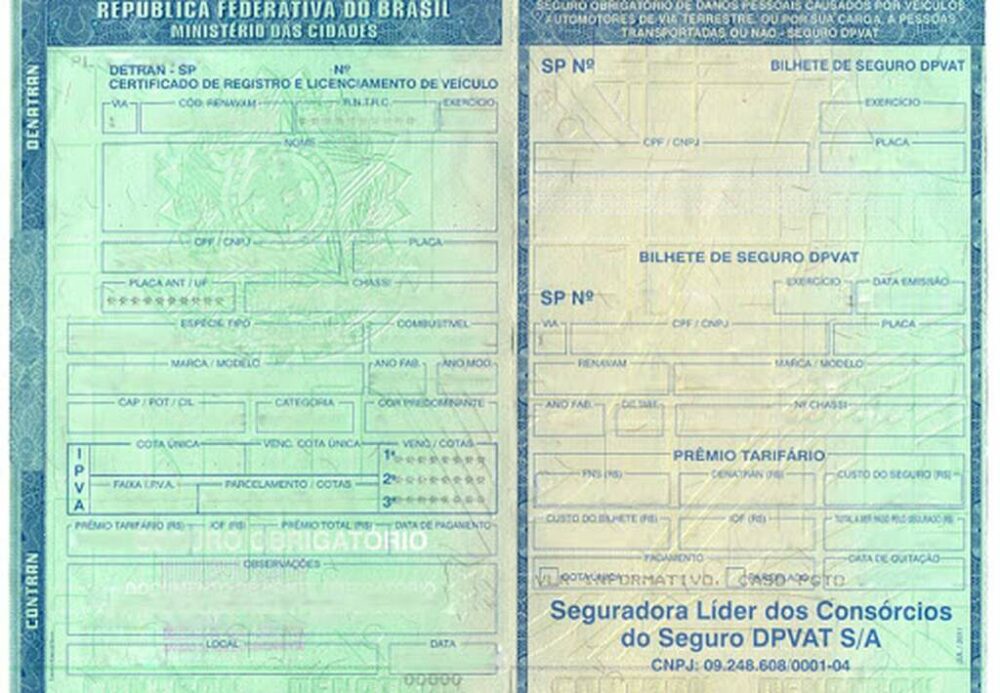 REPÚBLICA FEDERATIVA DO BRASIL
MINISTÉRIO DAS CIDADES
DENATRAN
CONTRAN
DETRAN - SP Nº
CERTIFICADO DE REGISTRO E LICENCIAMENTO DE VEÍCULO
VIA CÓD. RENAVAM R.N.T.R.C. EXERCÍCIO
********
NOME
CPF / CNPJ PLACA
PLACA ANT / UF CHASSI
**********
ESPÉCIE TIPO COMBUSTÍVEL
MARCA / MODELO ANO FAB. ANO MOD.
CAP / POT / CIL CATEGORIA COR PREDOMINANTE
IPVA
COTA ÚNICA VENC. COTA ÚNICA VENC / COTAS
1ª ********
FAIXA I.P.V.A. PARCELAMENTO / COTAS 2ª ********
3ª ********
PRÊMIO TARIFÁRIO (R$) IOF (R$) PRÊMIO TOTAL (R$) DATA DE PAGAMENTO
OBRIGATÓRIO
OBSERVAÇÕES
LOCAL DATA
SEGURO OBRIGATÓRIO DE DANOS PESSOAIS CAUSADOS POR VEÍCULOS
AUTOMOTORES DE VIA TERRESTRE, OU POR SUA CARGA, A PESSOAS
TRANSPORTADAS OU NÃO - SEGURO DPVAT
SP Nº BILHETE DE SEGURO DPVAT
EXERCÍCIO
CPF / CNPJ PLACA
BILHETE DE SEGURO DPVAT
SP Nº EXERCÍCIO DATA EMISSÃO
VIA CPF / CNPJ PLACA
RENAVAM MARCA / MODELO
ANO FAB. Nº CHASSI
PRÊMIO TARIFÁRIO
FNS (R$) DENATRAN (R$) CUSTO DO SEGURO (R$)
CUSTO DO BILHETE (R$) IOF (R$) TOTAL A SER PAGO PELO SEGURADO (R$)
PAGAMENTO DATA DE QUITAÇÃO
COTA ÚNICA PARCELADO
INFORMATIVO. CASO PGTO
Seguradora Líder dos Consórcios
do Seguro DPVAT S/A
CNPJ: 09.248.608/0001-04